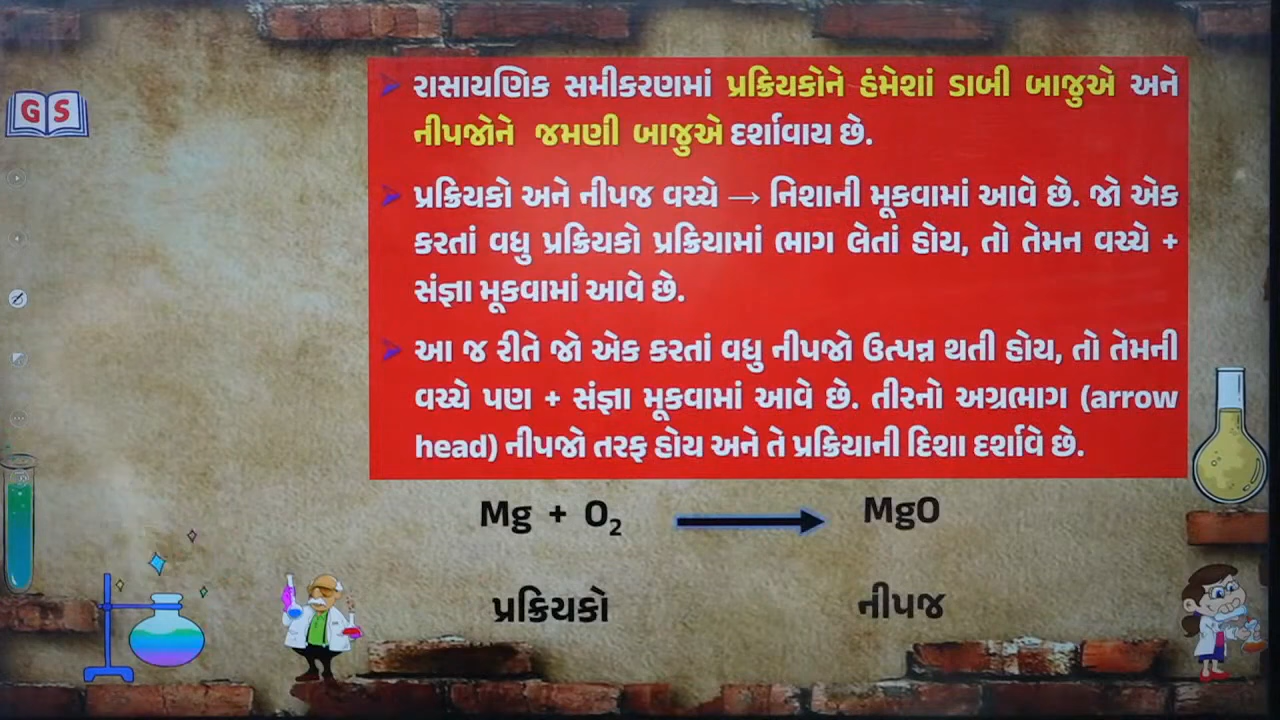 GS
રાસાયણિક સમીકરણમાં પ્રક્રિયકોને હંમેશાં ડાબી બાજુએ અને
નીપજોને જમણી બાજુએ દર્શાવાય છે.
પ્રક્રિયકો અને નીપજ વચ્ચે → નિશાની મૂકવામાં આવે છે. જો એક
કરતાં વધુ પ્રક્રિયકો પ્રક્રિયામાં ભાગ લેતાં હોય, તો તેમન વચ્ચે +
સંજ્ઞા મૂકવામાં આવે છે.
આ જ રીતે જો એક કરતાં વધુ નીપજો ઉત્પન્ન થતી હોય, તો તેમની
વચ્ચે પણ + સંજ્ઞા મૂકવામાં આવે છે. તીરનો અગ્રભાગ (arrow
head) નીપજો તરફ હોય અને તે પ્રક્રિયાની દિશા દર્શાવે છે.
Mg + O₂ → MgO
પ્રક્રિયકો નીપજ